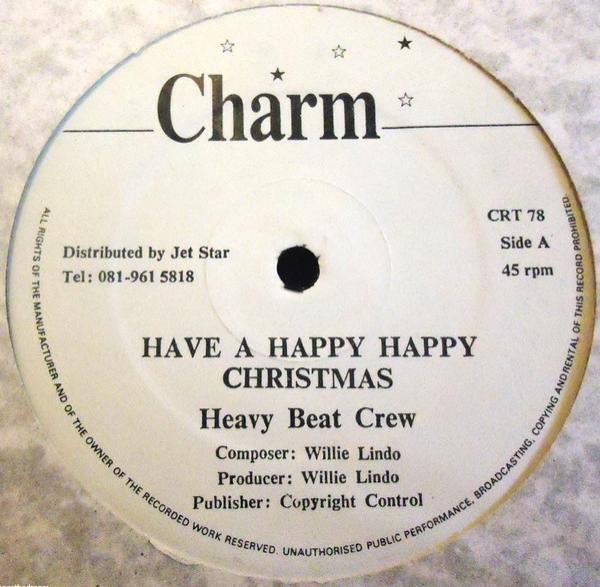 Charm
CRT 78
Side A
45 rpm
Distributed by Jet Star
Tel: 081-961 5818
HAVE A HAPPY HAPPY
CHRISTMAS
Heavy Beat Crew
Composer: Willie Lindo
Producer: Willie Lindo
Publisher: Copyright Control
ALL RIGHTS OF THE MANUFACTURER AND OF THE OWNER OF THE RECORDED WORK RESERVED. UNAUTHORISED PUBLIC PERFORMANCE, BROADCASTING, COPYING AND RENTAL OF THIS RECORD PROHIBITED.